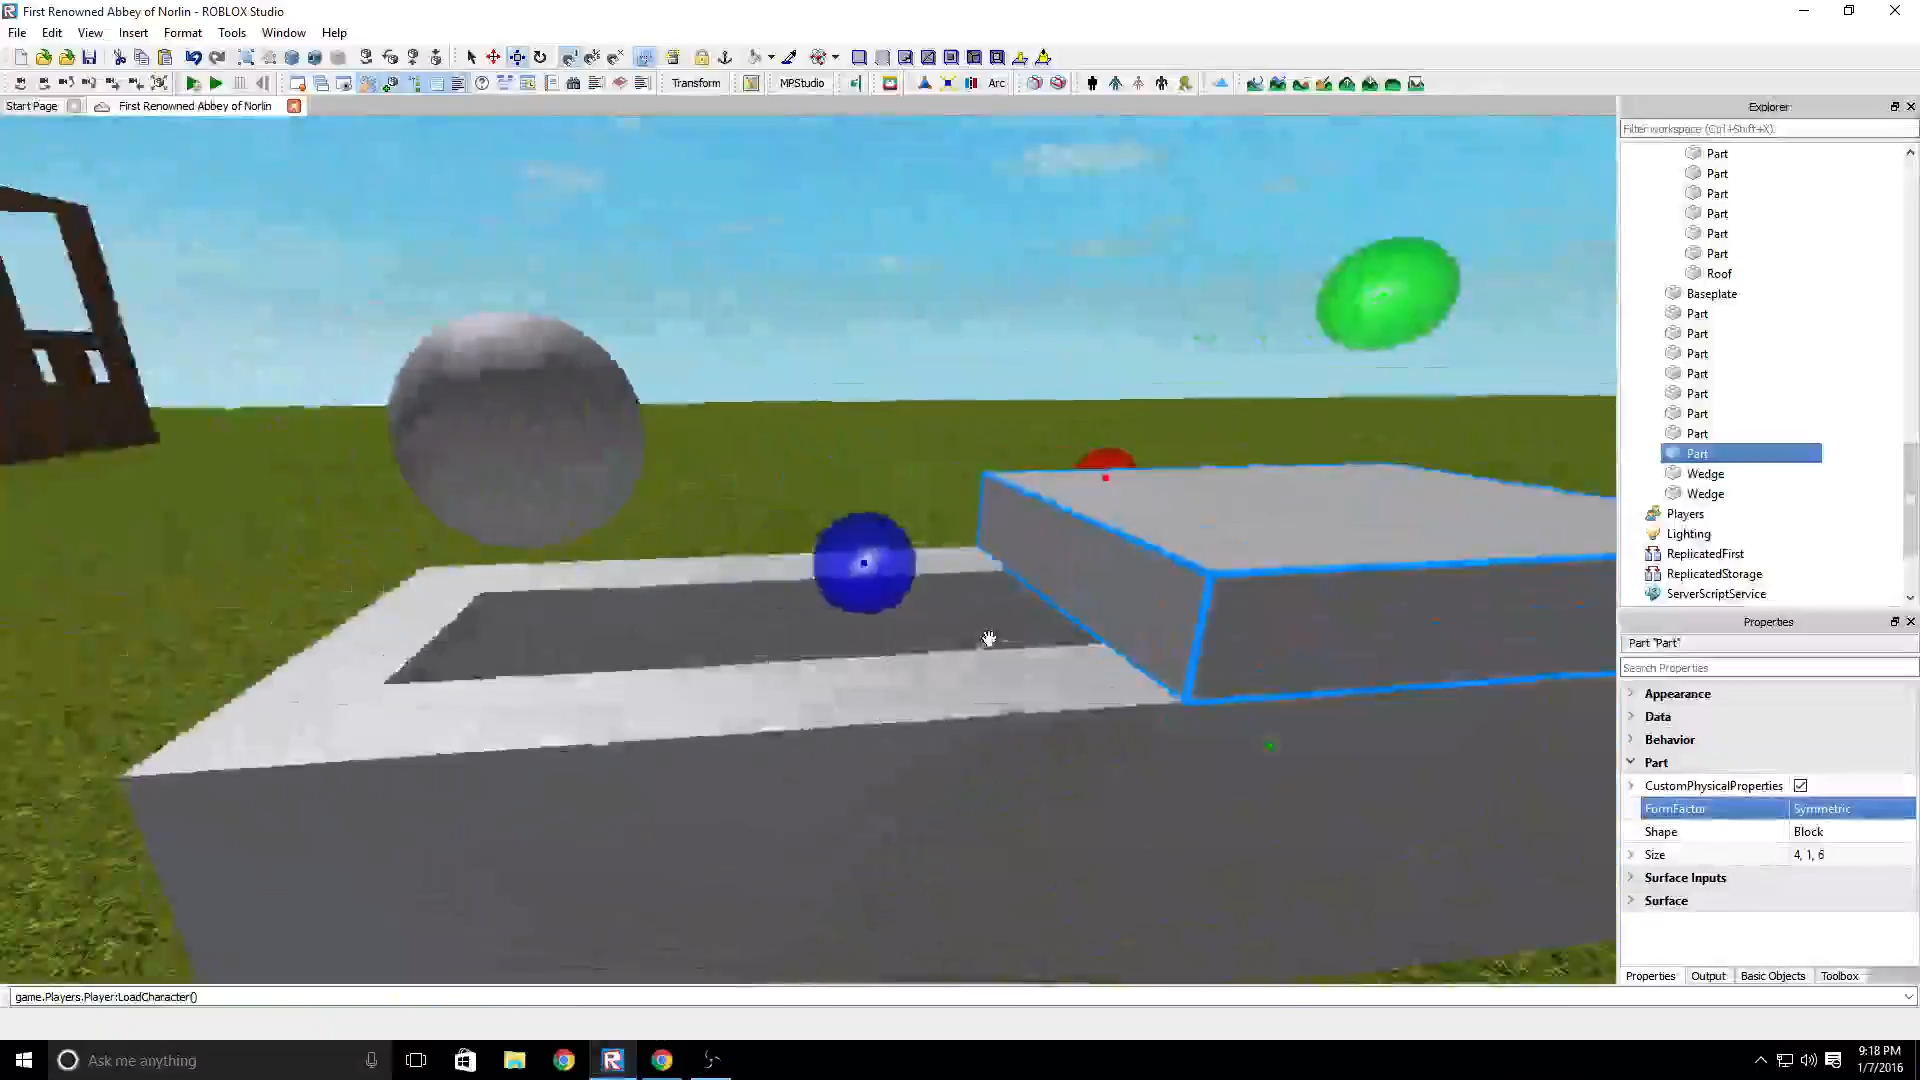 First Renowned Abbey of Norlin - ROBLOX Studio
File Edit View Insert Format Tools Window Help
Transform MPStudio Arc
Start Page First Renowned Abbey of Norlin
Explorer
Filter workspace (Ctrl+Shift+X)
Part
Part
Part
Part
Part
Part
Roof
Baseplate
Part
Part
Part
Part
Part
Part
Part
Part
Wedge
Wedge
Players
Lighting
ReplicatedFirst
ReplicatedStorage
ServerScriptService
Properties
Part "Part"
Search Properties
Appearance
Data
Behavior
Part
CustomPhysicalProperties
FormFactor Symmetric
Shape Block
Size 4, 1, 6
Surface Inputs
Surface
Properties Output Basic Objects Toolbox
game.Players.Player:LoadCharacter()
Ask me anything
9:18 PM
1/7/2016